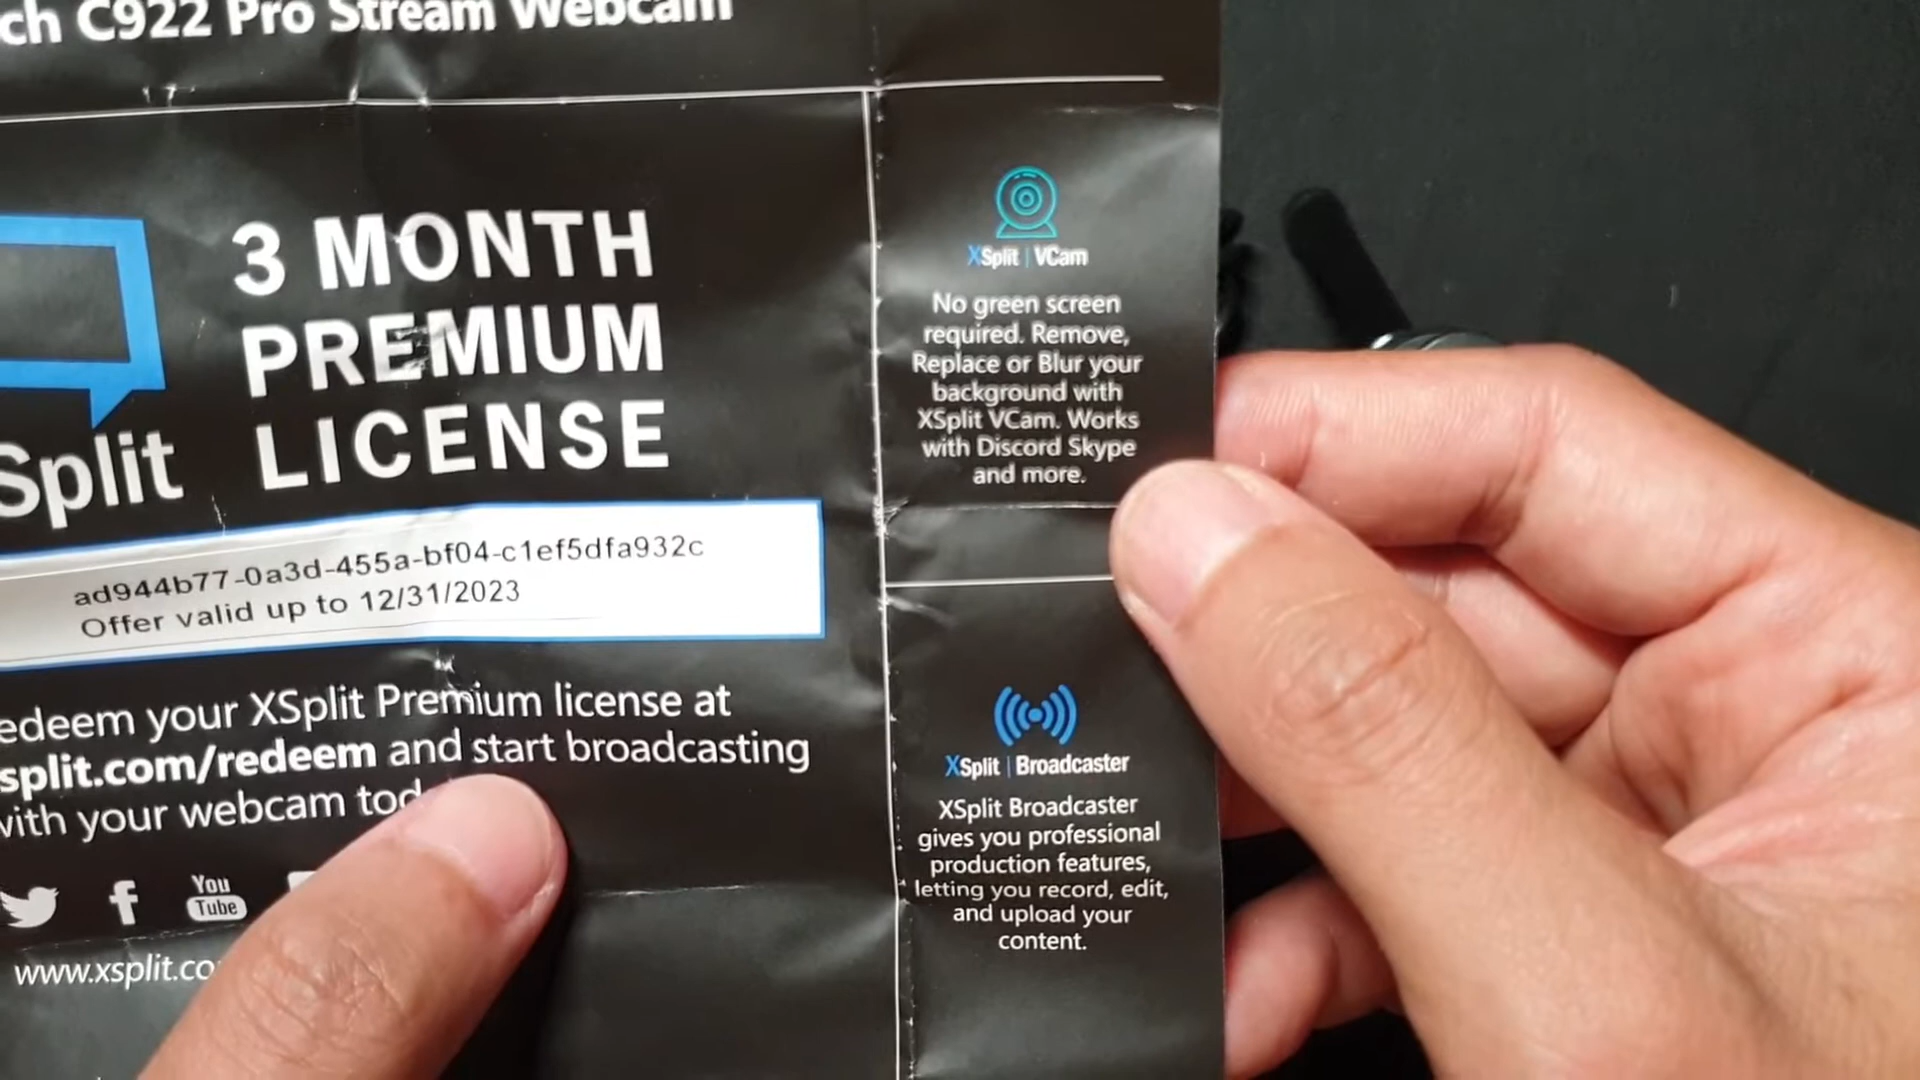 ch C922 Pro Stream Webcam
3 MONTH
PREMIUM
LICENSE
Split
ad944b77-0a3d-455a-bf04-c1ef5dfa932c
Offer valid up to 12/31/2023
edeem your XSplit Premium license at
split.com/redeem and start broadcasting
with your webcam tod
You
Tube
www.xsplit.co
XSplit | VCam
No green screen
required. Remove,
Replace or Blur your
background with
XSplit VCam. Works
with Discord Skype
and more.
XSplit | Broadcaster
XSplit Broadcaster
gives you professional
production features,
letting you record, edit,
and upload your
content.